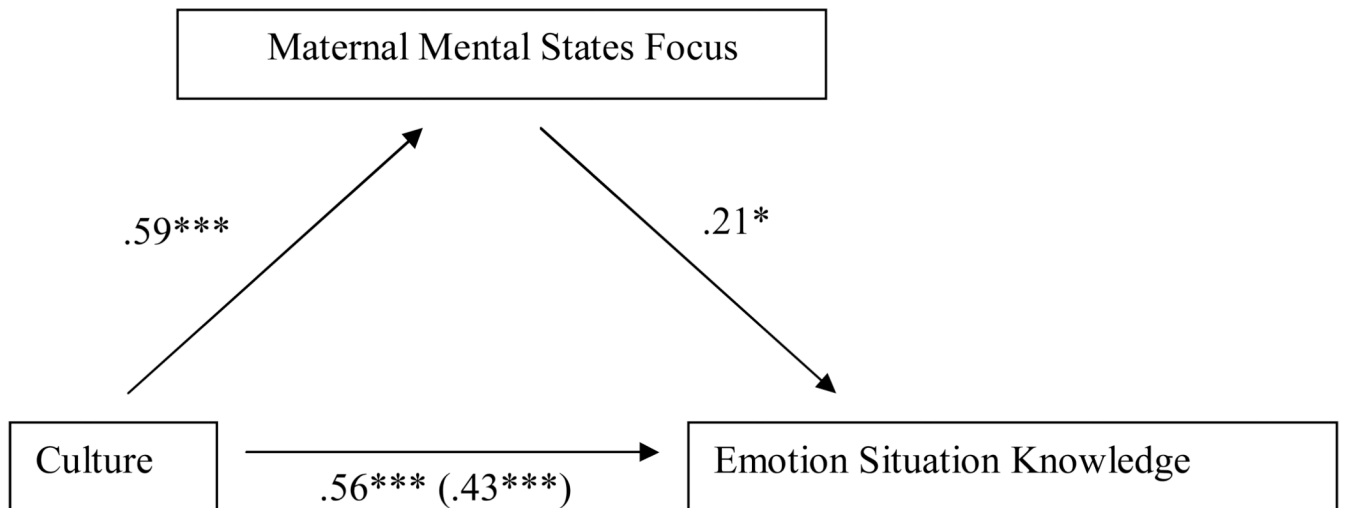 Maternal Mental States Focus
.59***
.21*
Culture
Emotion Situation Knowledge
.56*** (.43***)